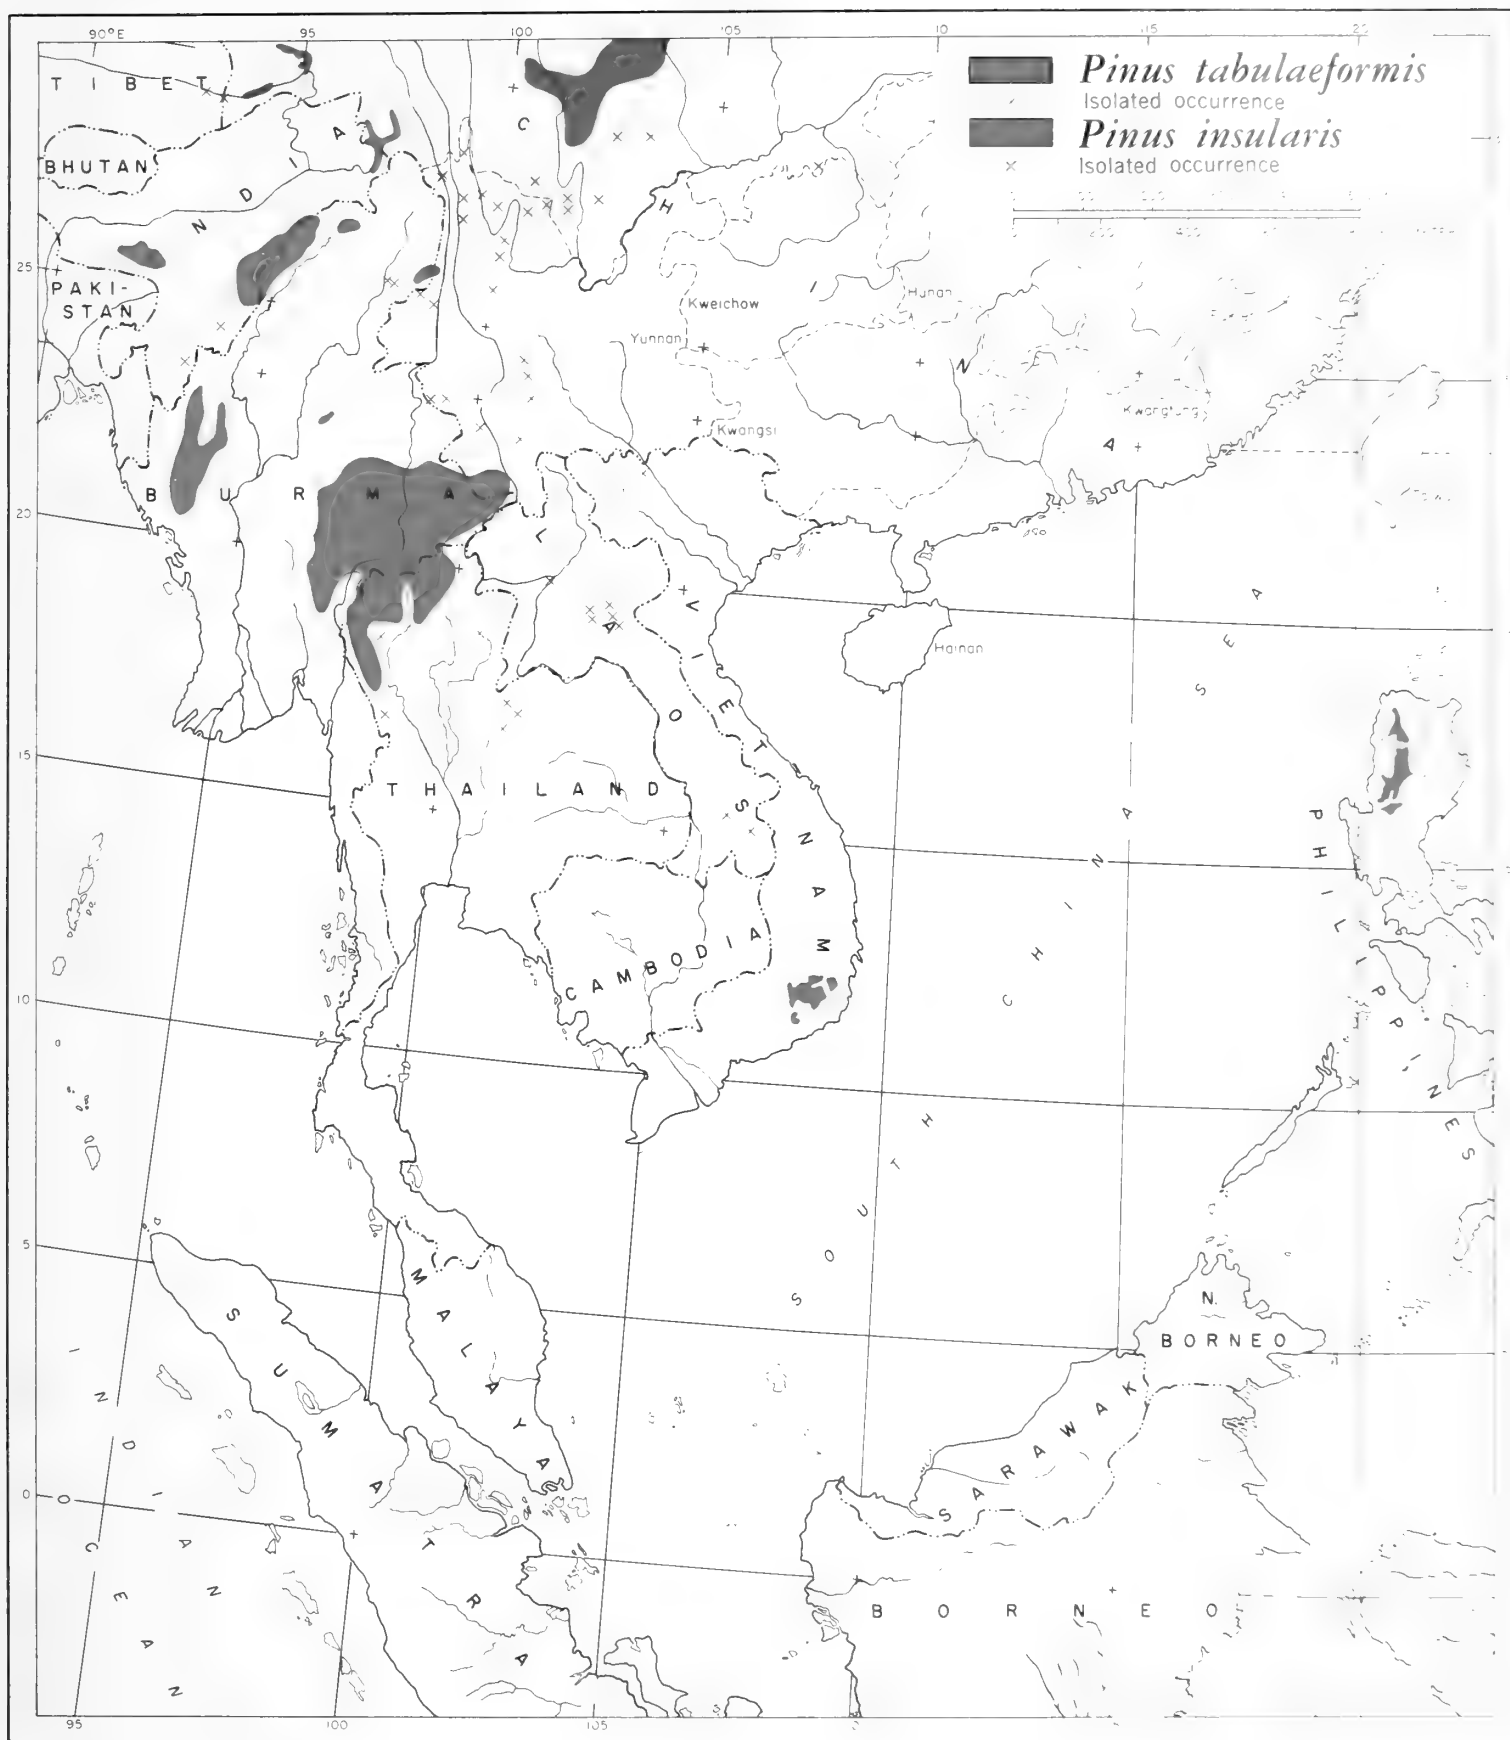 90°E 95 100 105 110 115
Pinus tabulaeformis
Isolated occurrence
Pinus insularis
Isolated occurrence
TIBET
BHUTAN
INDIA
CHINA
25
PAKI-
STAN
Kweichow
Hunan
Yunnan
Kwangtung
Kwangsi
BURMA
20
LAOS
VIETNAM
Hainan
15
THAILAND
CAMBODIA
10
PHILIPPINES
SOUTH CHINA SEA
5
MALAYA
SUMATRA
N.
BORNEO
SARAWAK
0
INDIAN
OCEAN
BORNEO
95 100 105